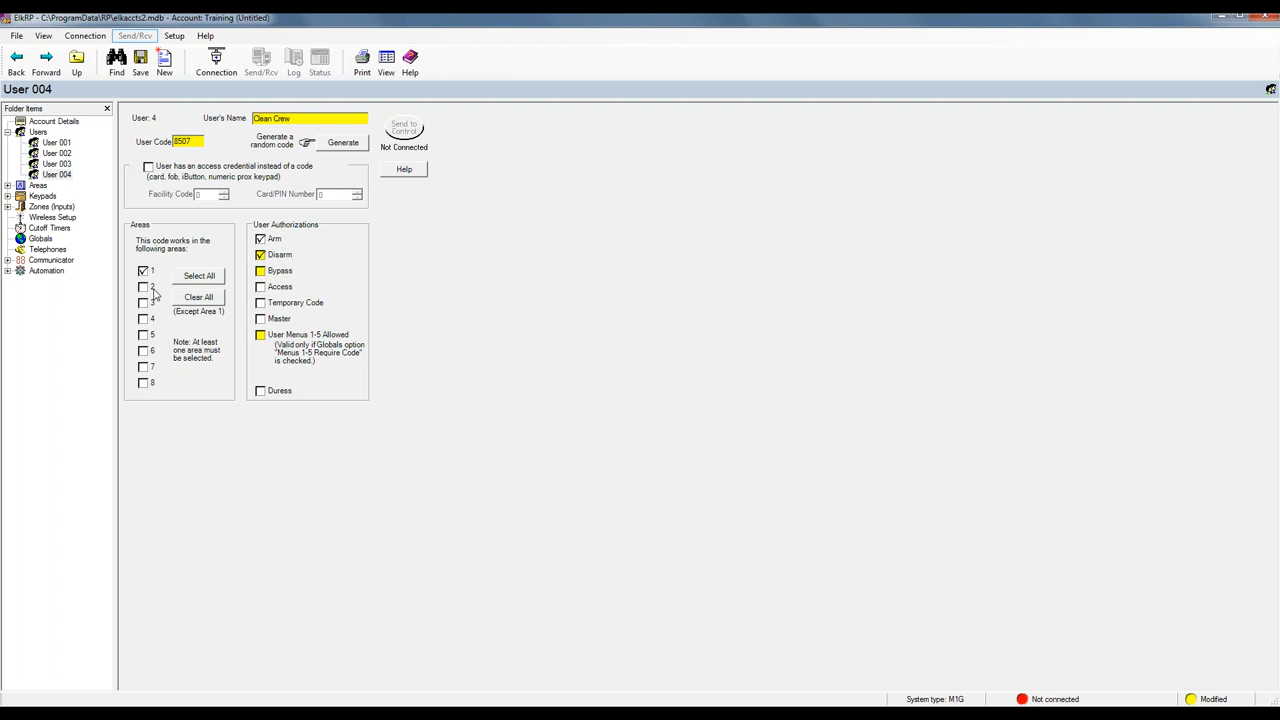 ElkRP - C:\ProgramData\RP\elkaccts2.mdb - Account: Training (Untitled)
File View Connection Send/Rcv Setup Help
Back Forward Up Find Save New Connection Send/Rcv Log Status Print View Help
User 004
Folder Items
Account Details
Users
User 001
User 002
User 003
User 004
Areas
Keypads
Zones (Inputs)
Wireless Setup
Cutoff Timers
Globals
Telephones
Communicator
Automation
User: 4 User's Name Clean Crew
User Code 8507 Generate a random code Generate
Send to
Control
Not Connected
Help
User has an access credential instead of a code
(card, fob, iButton, numeric prox keypad)
Facility Code 0 Card/PIN Number 0
Areas
This code works in the
following areas:
1
2
3
4
5
6
7
8
Select All
Clear All
(Except Area 1)
Note: At least
one area must
be selected.
User Authorizations
Arm
Disarm
Bypass
Access
Temporary Code
Master
User Menus 1-5 Allowed
(Valid only if Globals option
"Menus 1-5 Require Code"
is checked.)
Duress
System type: M1G Not connected Modified